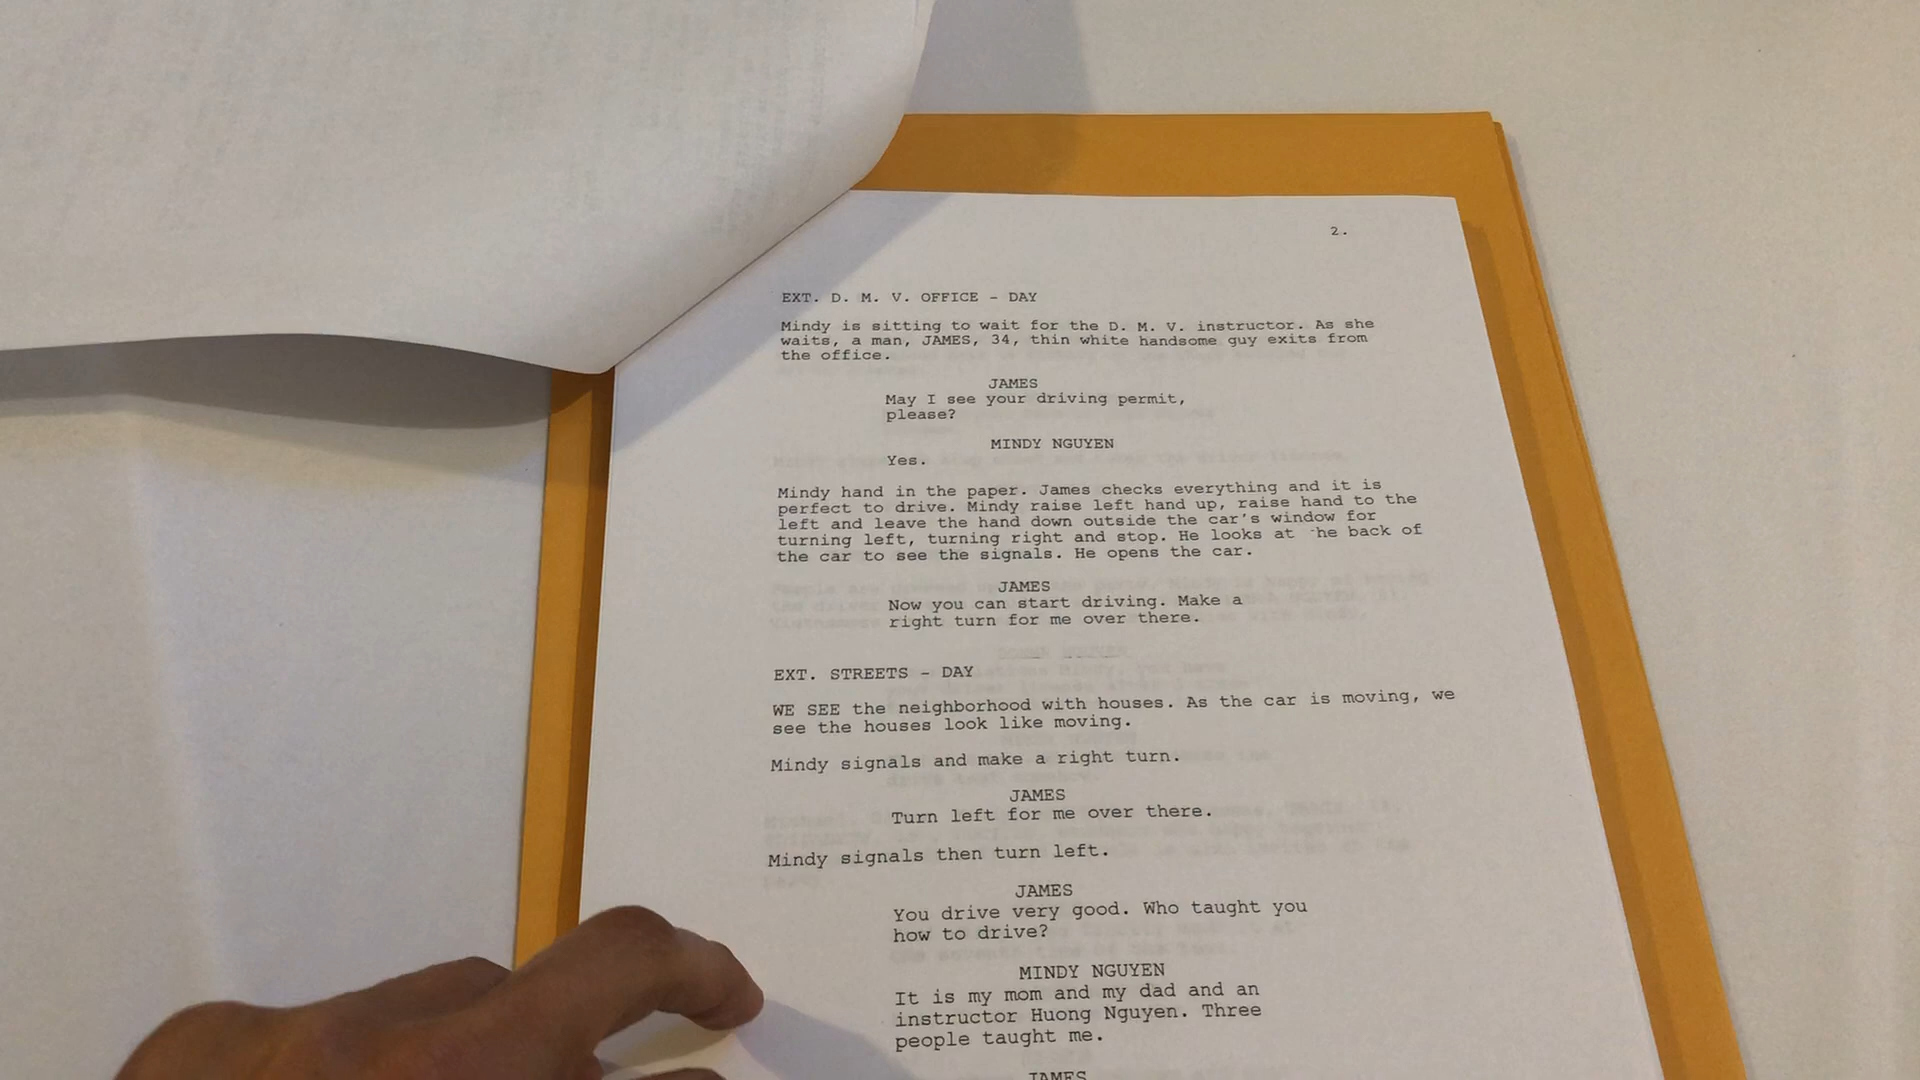 2.
EXT. D. M. V. OFFICE - DAY
Mindy is sitting to wait for the D. M. V. instructor. As she
waits, a man, JAMES, 34, thin white handsome guy exits from
the office.
JAMES
May I see your driving permit,
please?
MINDY NGUYEN
Yes.
Mindy hand in the paper. James checks everything and it is
perfect to drive. Mindy raise left hand up, raise hand to the
left and leave the hand down outside the car's window for
turning left, turning right and stop. He looks at he back of
the car to see the signals. He opens the car.
JAMES
Now you can start driving. Make a
right turn for me over there.
EXT. STREETS - DAY
WE SEE the neighborhood with houses. As the car is moving, we
see the houses look like moving.
Mindy signals and make a right turn.
JAMES
Turn left for me over there.
Mindy signals then turn left.
JAMES
You drive very good. Who taught you
how to drive?
MINDY NGUYEN
It is my mom and my dad and an
instructor Huong Nguyen. Three
people taught me.
JAMES